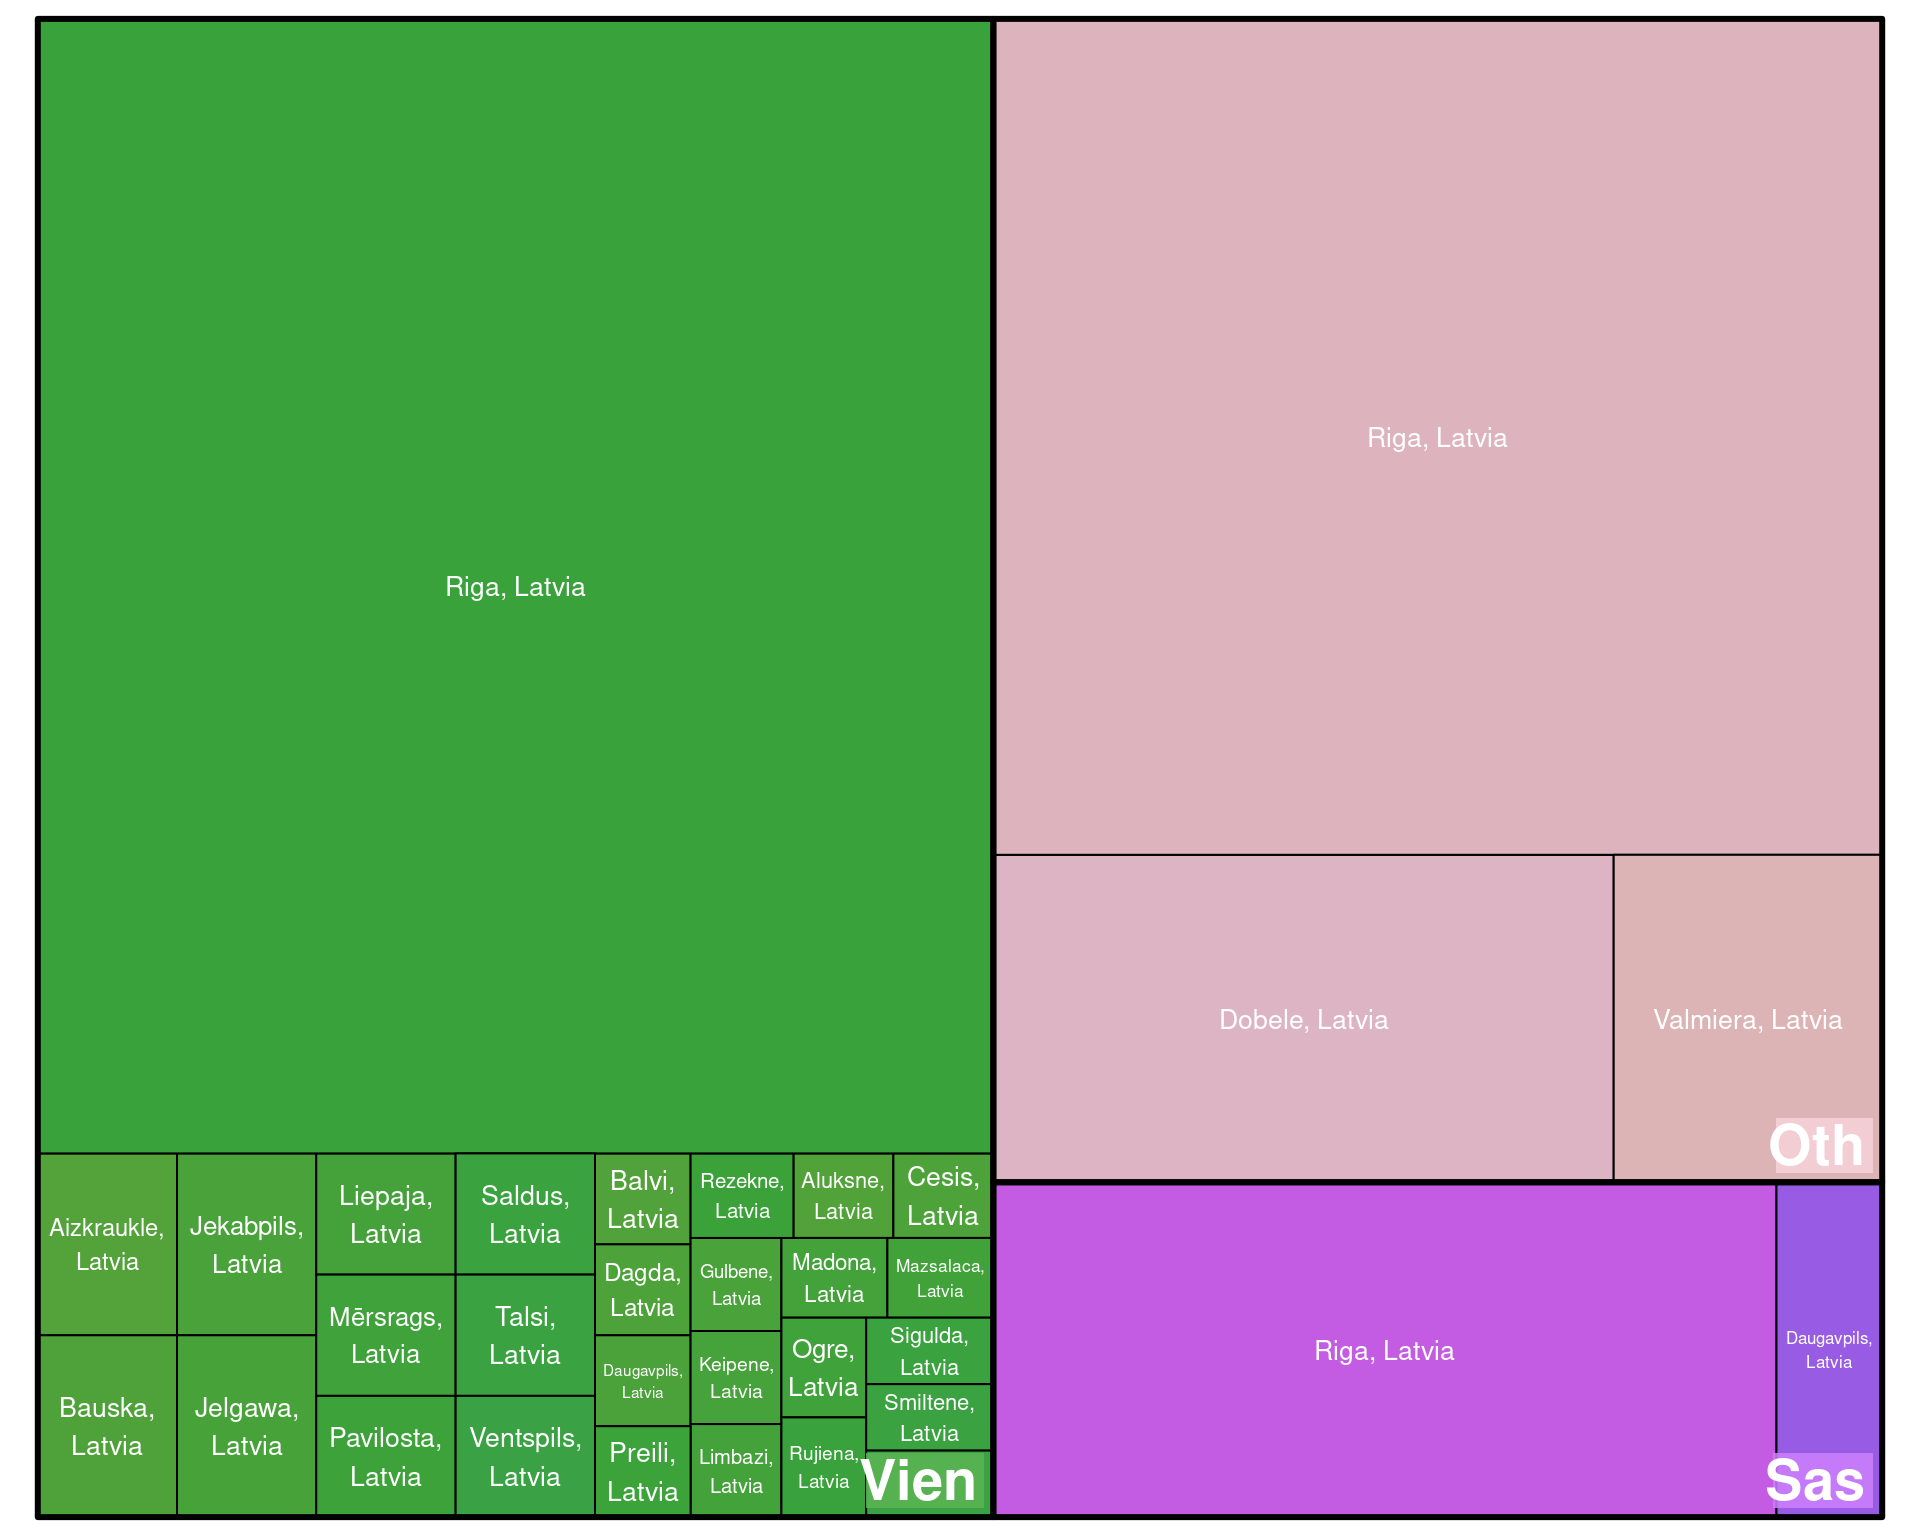 Riga, Latvia
Aizkraukle,
Latvia
Bauska,
Latvia
Jekabpils,
Latvia
Jelgawa,
Latvia
Liepaja,
Latvia
Mērsrags,
Latvia
Pavilosta,
Latvia
Saldus,
Latvia
Talsi,
Latvia
Ventspils,
Latvia
Balvi,
Latvia
Dagda,
Latvia
Daugavpils,
Latvia
Preili,
Latvia
Rezekne,
Latvia
Gulbene,
Latvia
Keipene,
Latvia
Limbazi,
Latvia
Aluksne,
Latvia
Cesis,
Latvia
Madona,
Latvia
Mazsalaca,
Latvia
Ogre,
Latvia
Rujiena,
Latvia
Sigulda,
Latvia
Smiltene,
Latvia
Vien
Riga, Latvia
Dobele, Latvia
Valmiera, Latvia
Oth
Riga, Latvia
Daugavpils,
Latvia
Sas